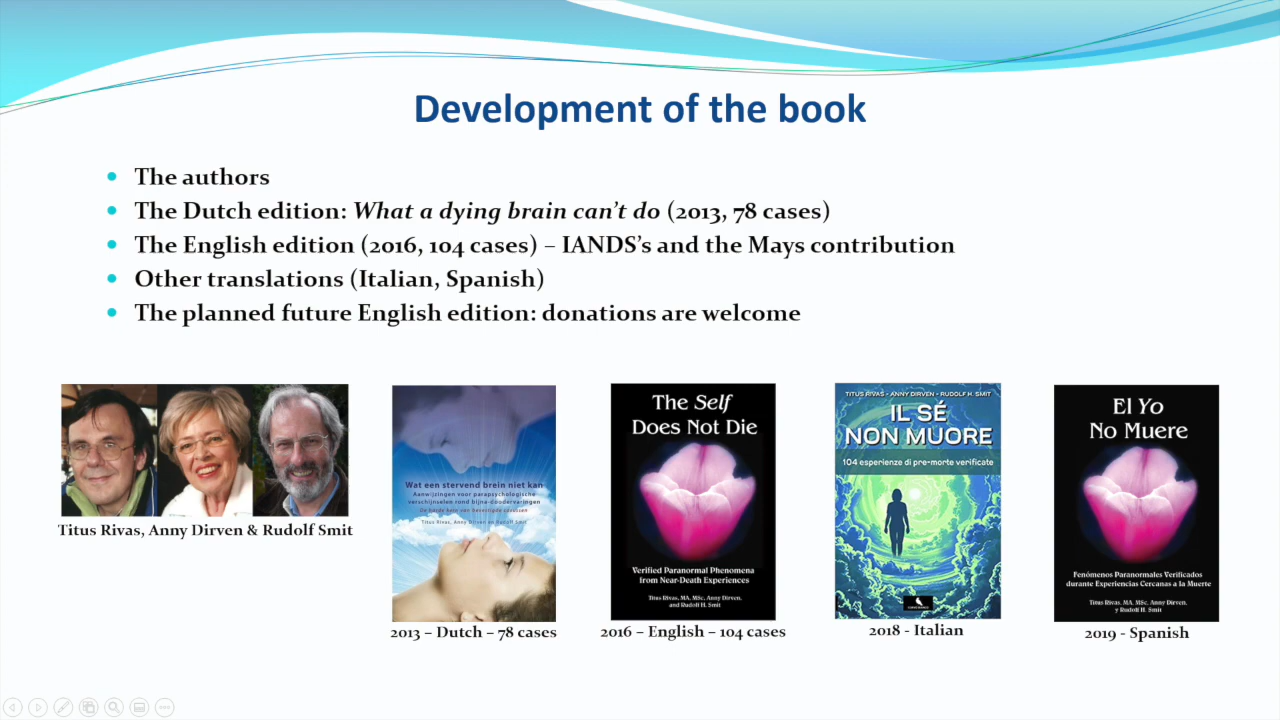 Development of the book
The authors
The Dutch edition: What a dying brain can't do (2013, 78 cases)
The English edition (2016, 104 cases) – IANDS's and the Mays contribution
Other translations (Italian, Spanish)
The planned future English edition: donations are welcome
Titus Rivas, Anny Dirven & Rudolf Smit
Wat een stervend brein niet kan
Aanwijzingen voor parapsychologische
verschijnselen rond bijna-doodervaringen
De harde kern van bevestigde casussen
Titus Rivas, Anny Dirven en Rudolf Smit
2013 – Dutch – 78 cases
The Self
Does Not Die
Verified Paranormal Phenomena
from Near-Death Experiences
Titus Rivas, MA, MSc, Anny Dirven,
and Rudolf H. Smit
2016 – English – 104 cases
TITUS RIVAS - ANNY DIRVEN - RUDOLF H. SMIT
IL SÉ
NON MUORE
104 esperienze di pre-morte verificate
2018 - Italian
El Yo
No Muere
Fenómenos Paranormales Verificados
durante Experiencias Cercanas a la Muerte
Titus Rivas, MA, MSc, Anny Dirven,
y Rudolf H. Smit
2019 - Spanish